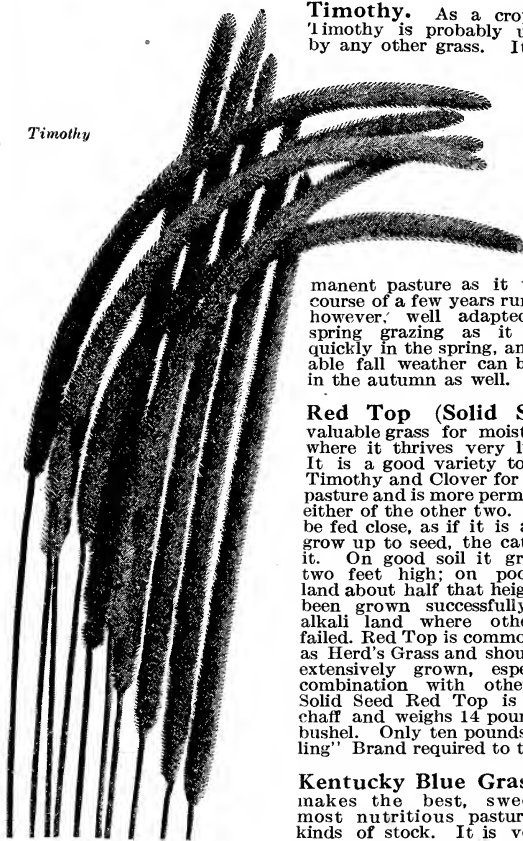 Timothy. As a cro
Timothy is probably u
by any other grass. It
Timothy
manent pasture as it
course of a few years ru
however, well adapted
spring grazing as it
quickly in the spring, an
able fall weather can b
in the autumn as well.
Red Top (Solid S
valuable grass for moist
where it thrives very l
It is a good variety to
Timothy and Clover for
pasture and is more perm
either of the other two.
be fed close, as if it is a
grow up to seed, the cat
it. On good soil it gr
two feet high; on poo
land about half that heig
been grown successfully
alkali land where othe
failed. Red Top is commo
as Herd's Grass and shou
extensively grown, espe
combination with othe
Solid Seed Red Top is
chaff and weighs 14 pour
bushel. Only ten pounds
ling" Brand required to t
Kentucky Blue Gras
makes the best, swe
most nutritious pastur
kinds of stock. It is v